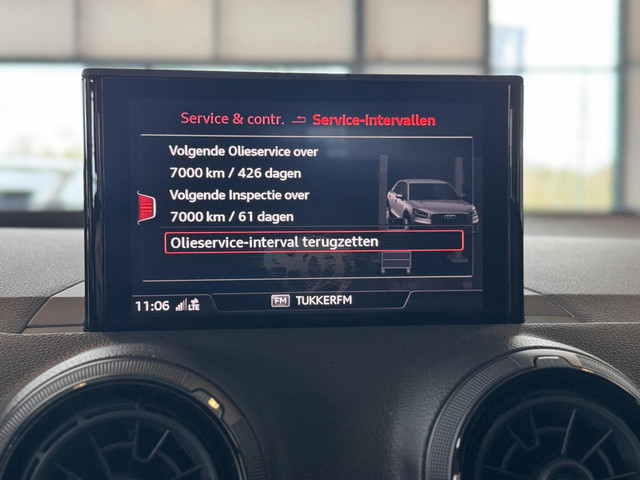 Service & contr. Service-Intervallen
Volgende Olieservice over
7000 km / 426 dagen
Volgende Inspectie over
7000 km / 61 dagen
Olieservice-interval terugzetten
11:06 LTE FM TUKKERFM